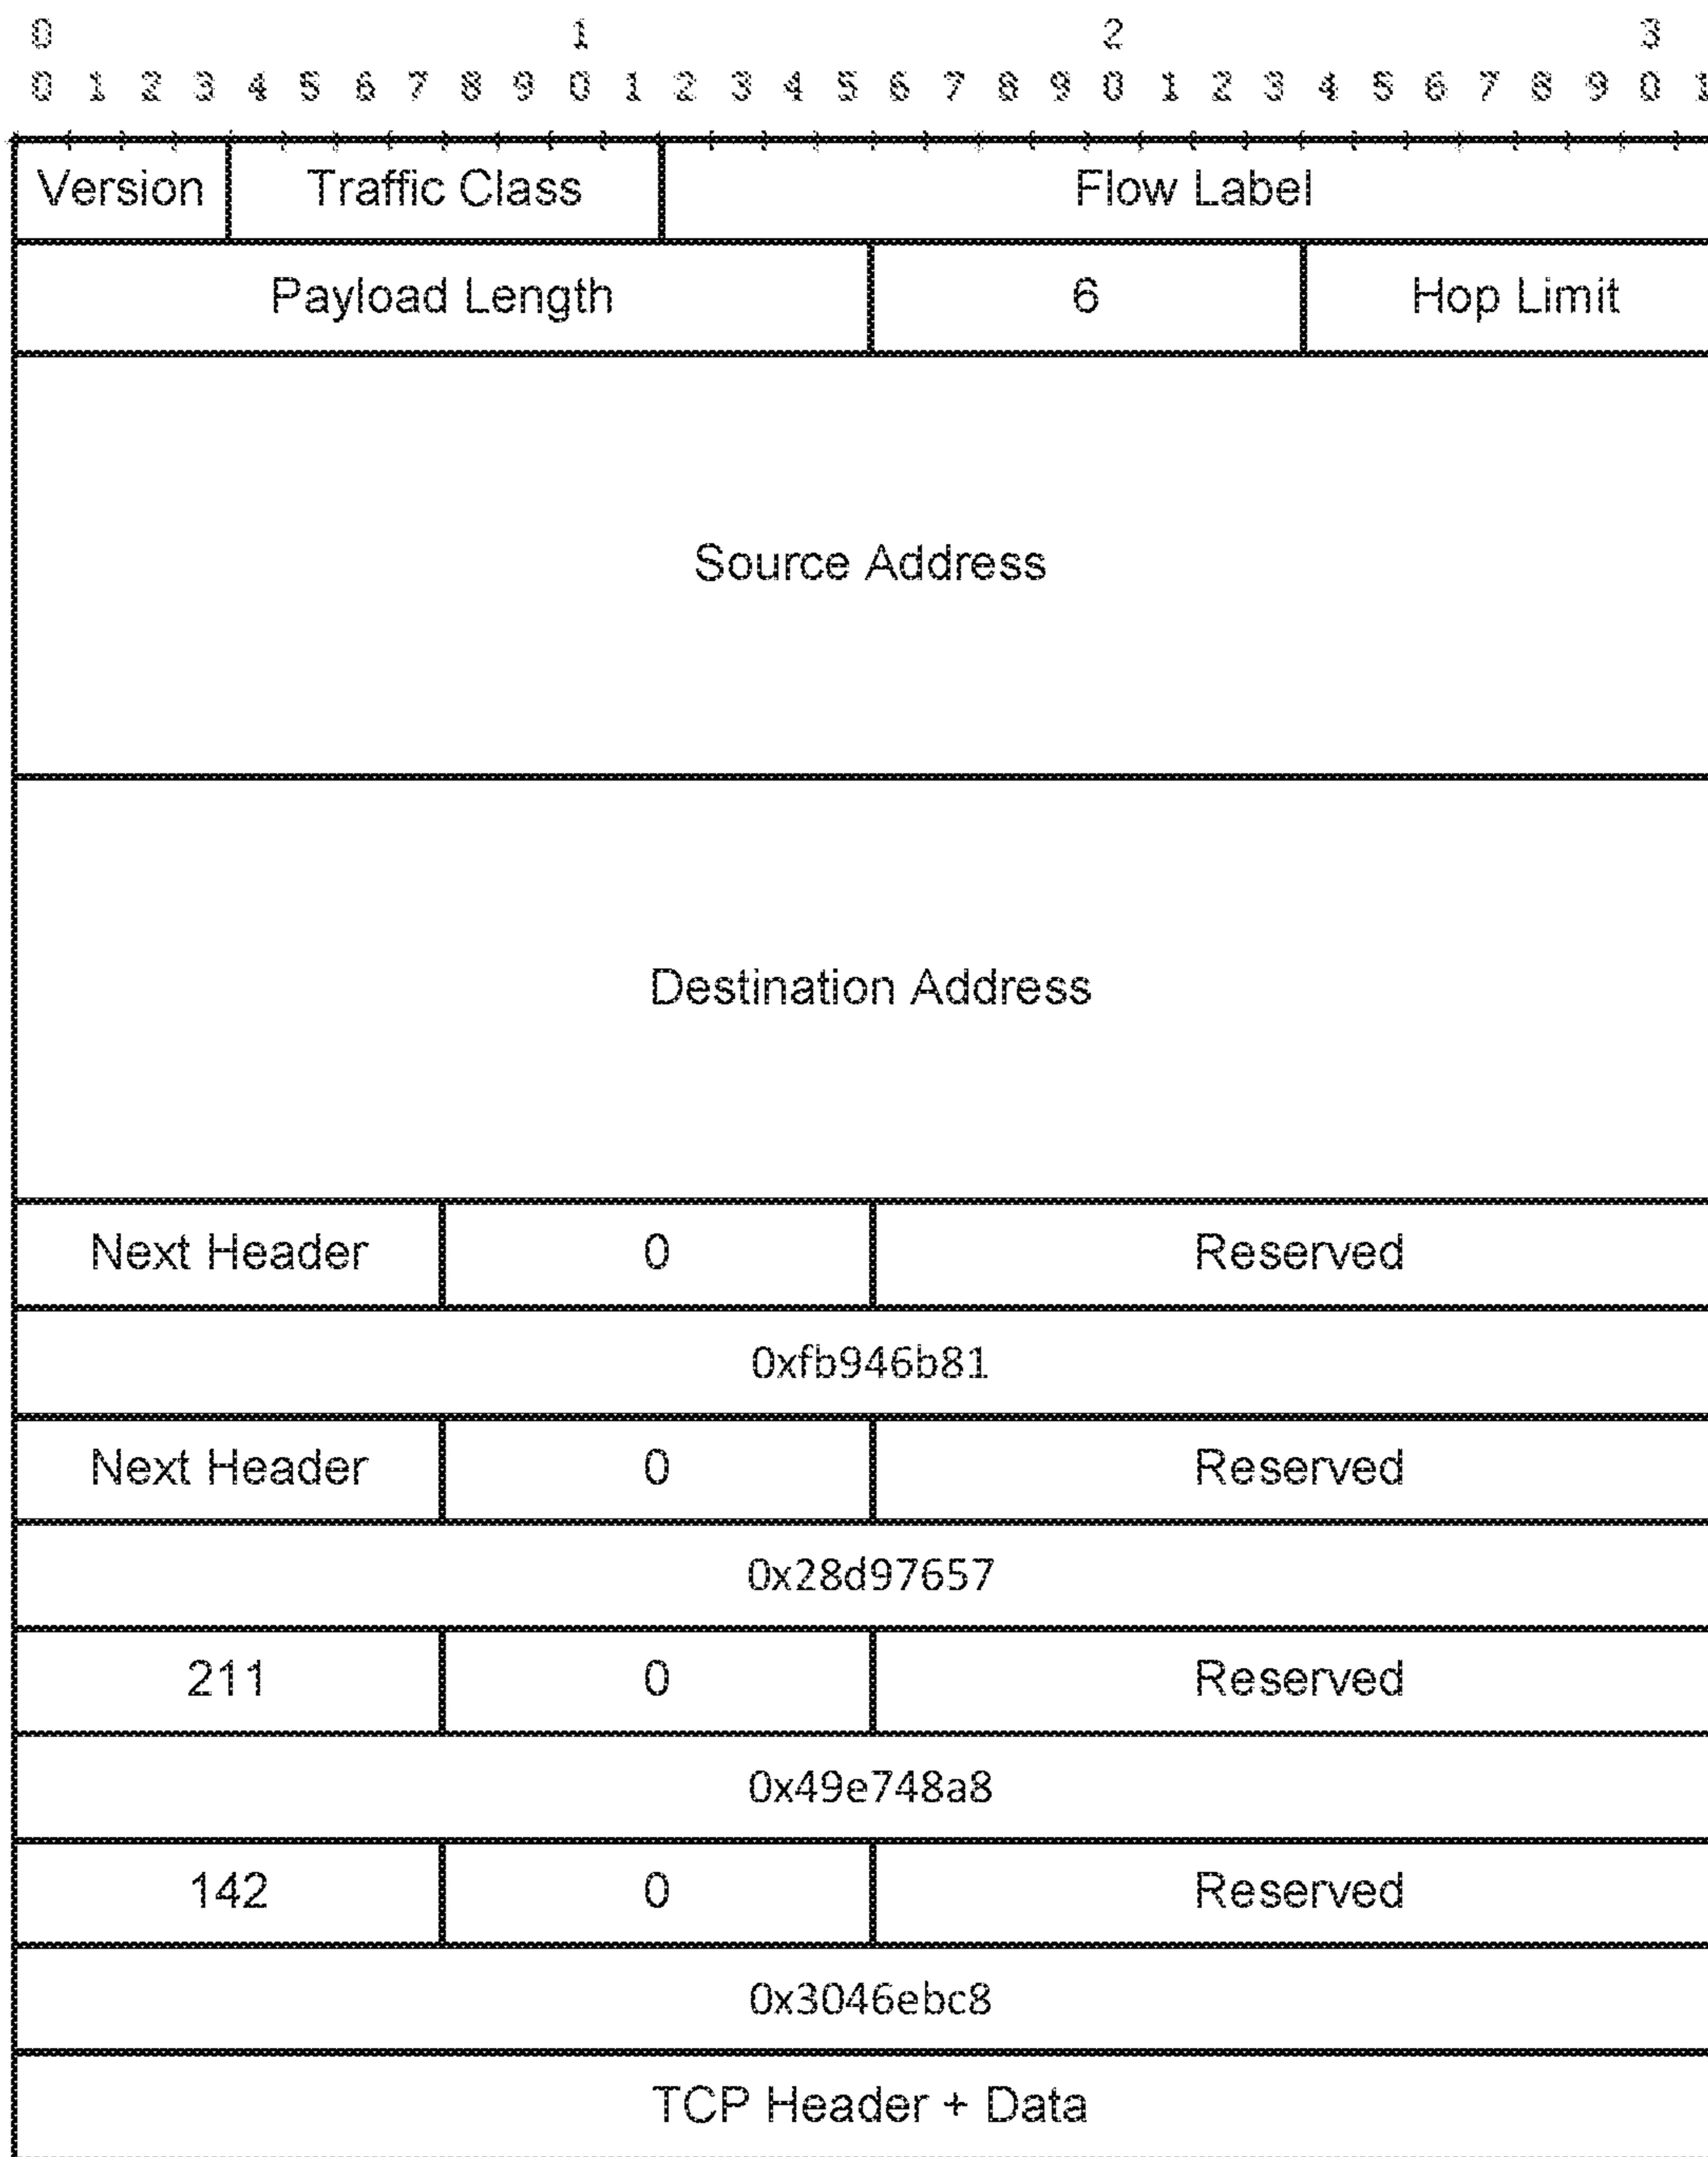 0 1 2 3
0 1 2 3 4 5 6 7 8 9 0 1 2 3 4 5 6 7 8 9 0 1 2 3 4 5 6 7 8 9 0 1
Version Traffic Class Flow Label
Payload Length 6 Hop Limit
Source Address
Destination Address
Next Header 0 Reserved
0xfb946b81
Next Header 0 Reserved
0x28d97657
211 0 Reserved
0x49e748a8
142 0 Reserved
0x3046ebc8
TCP Header + Data